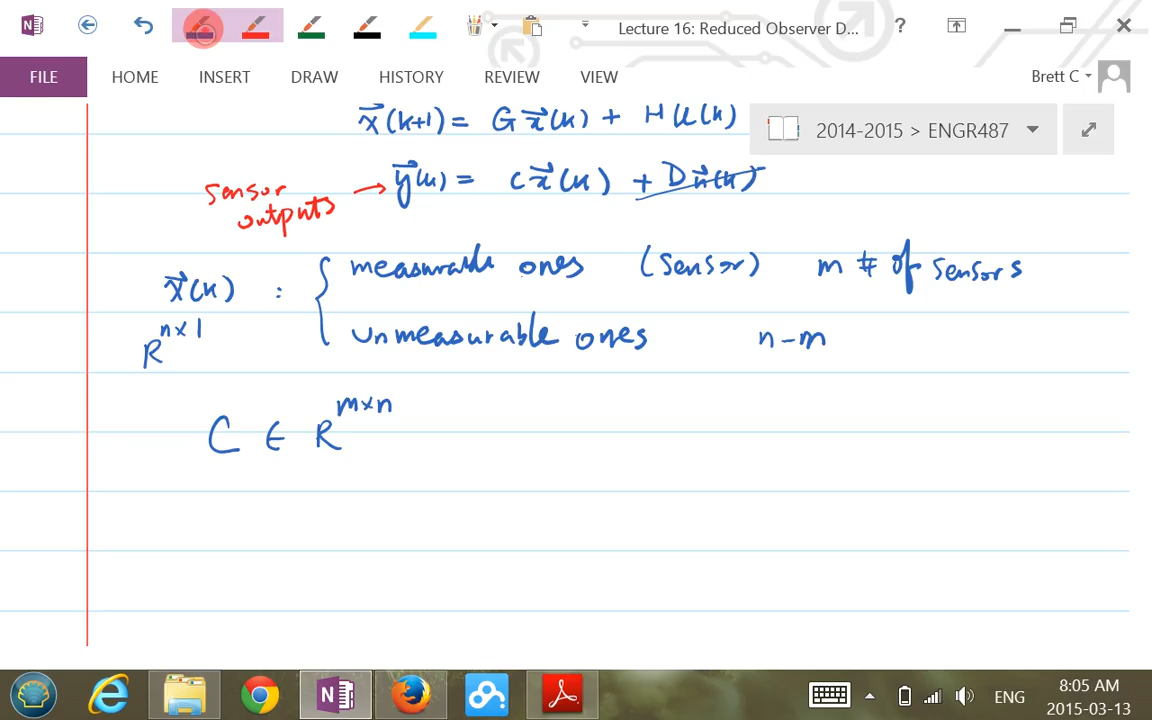 Lecture 16: Reduced Observer D...
?
FILE HOME INSERT DRAW HISTORY REVIEW VIEW
Brett C
2014-2015 > ENGR487
x⃗(k+1) = G x⃗(k) + H u(k)
y⃗(k) = C x⃗(k) + D u⃗(k)
sensor
outputs →
x⃗(k) : { measurable ones (sensor) m # of sensors
R^{n×1}
unmeasurable ones n-m
C ∈ R^{m×n}
ENG
8:05 AM
2015-03-13